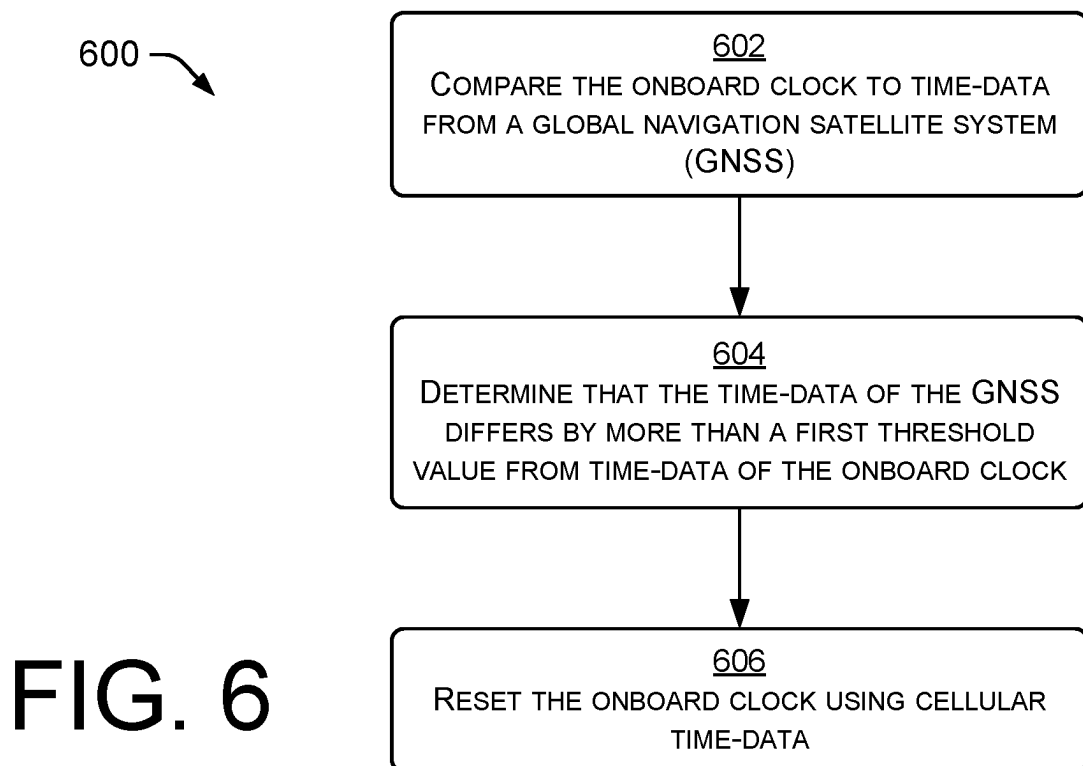 600
602
COMPARE THE ONBOARD CLOCK TO TIME-DATA
FROM A GLOBAL NAVIGATION SATELLITE SYSTEM
(GNSS)
604
DETERMINE THAT THE TIME-DATA OF THE GNSS
DIFFERS BY MORE THAN A FIRST THRESHOLD
VALUE FROM TIME-DATA OF THE ONBOARD CLOCK
606
RESET THE ONBOARD CLOCK USING CELLULAR
TIME-DATA
FIG. 6